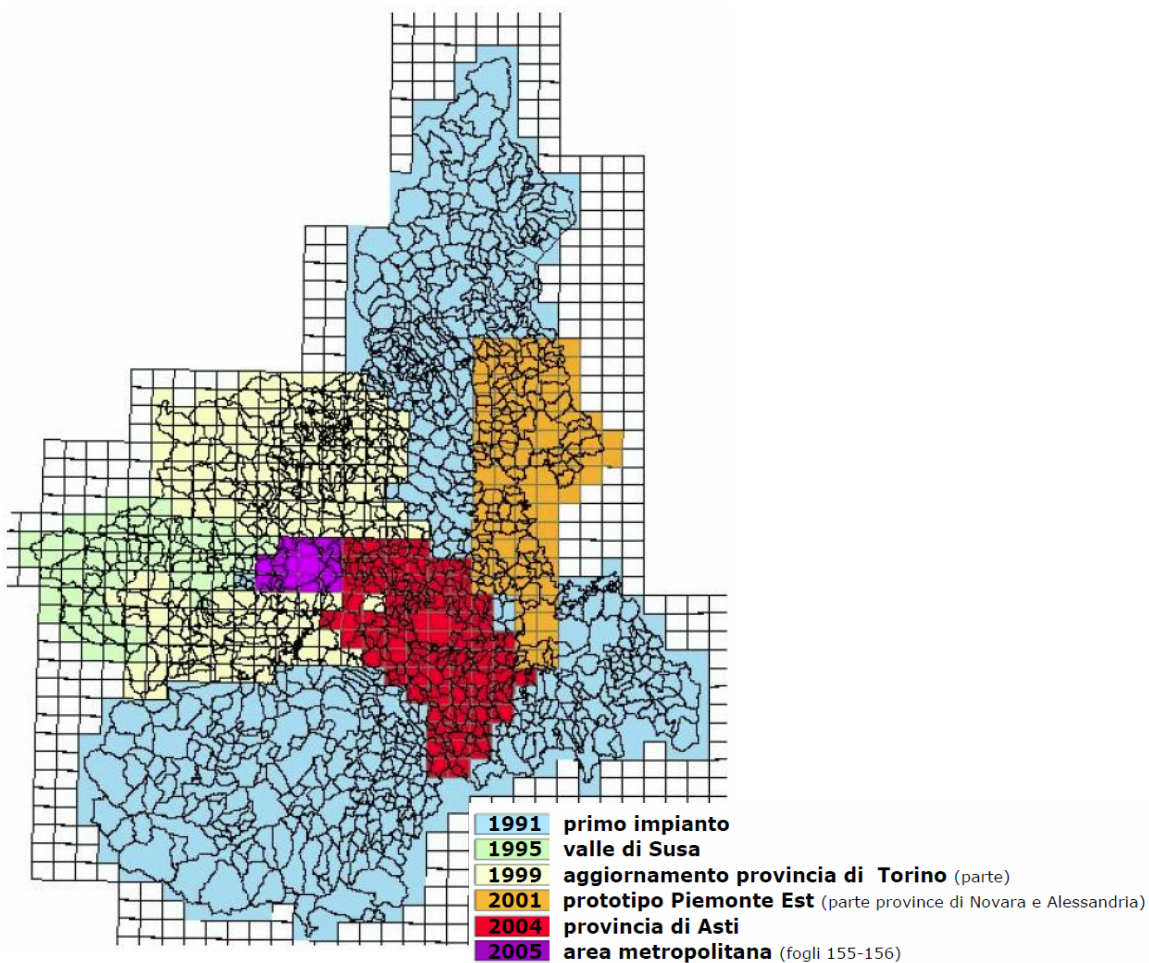 1991 primo impianto
1995 valle di Susa
1999 aggiornamento provincia di Torino (parte)
2001 prototipo Piemonte Est (parte province di Novara e Alessandria)
2004 provincia di Asti
2005 area metropolitana (fogli 155-156)